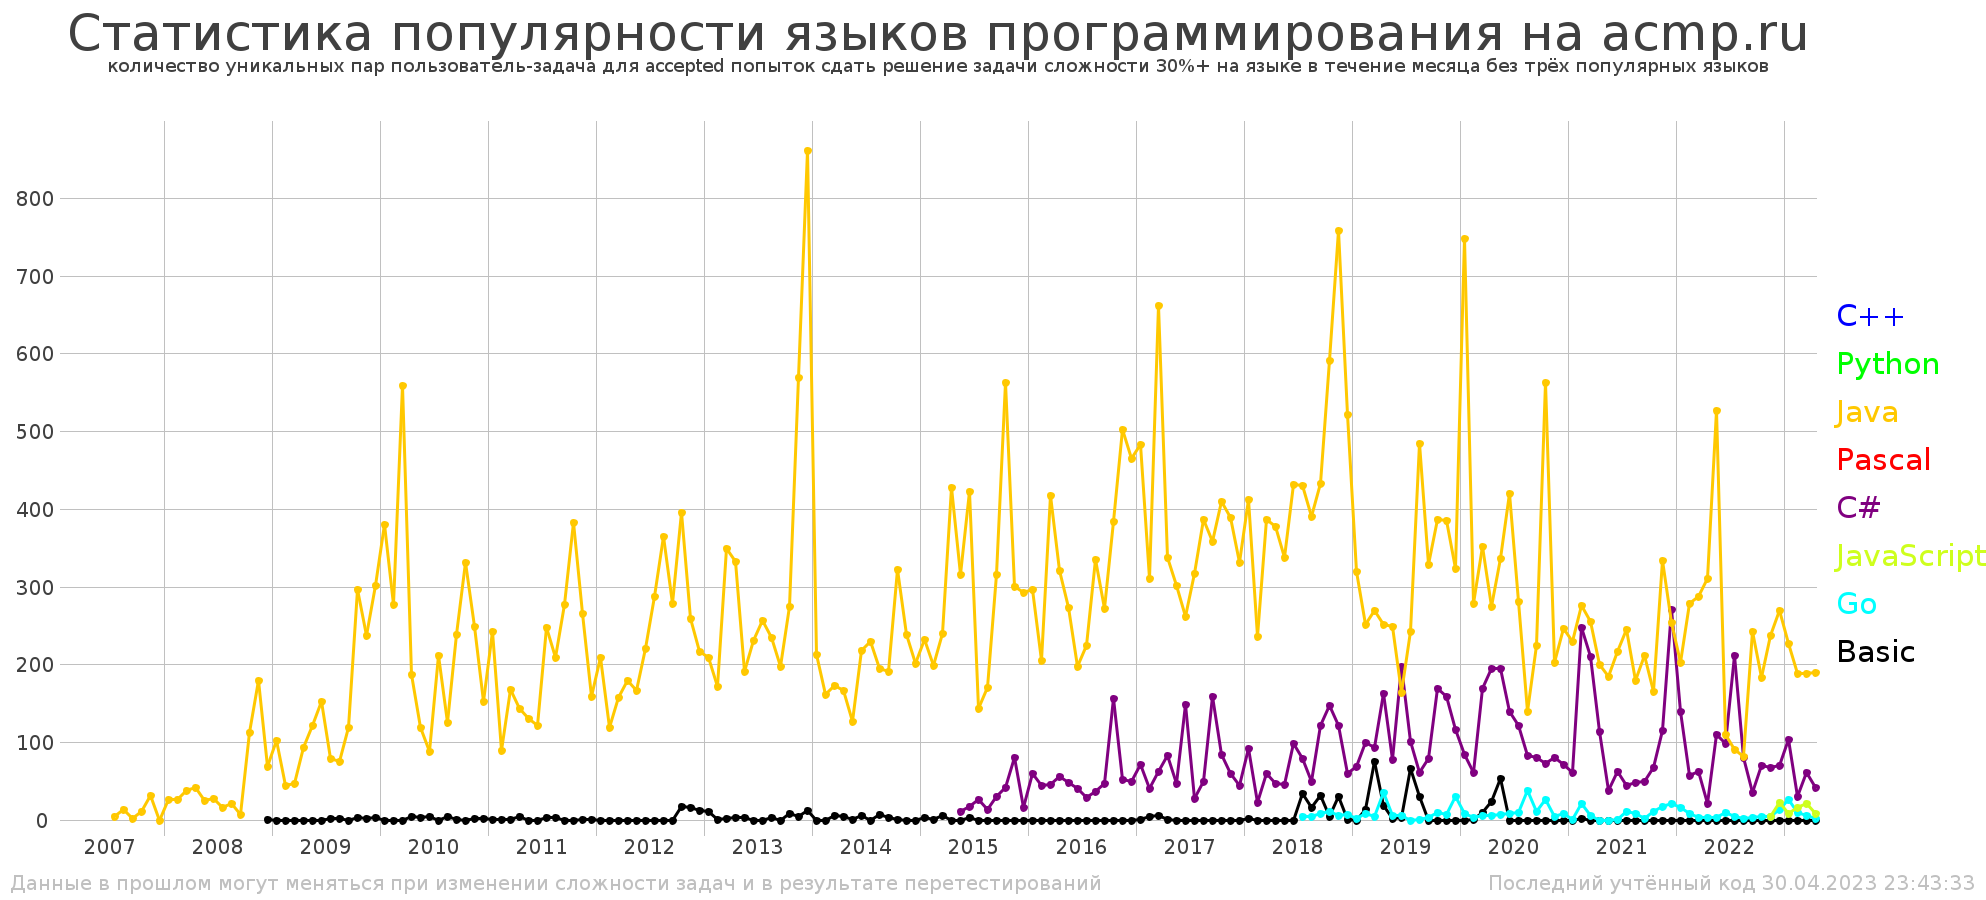 Статистика популярности языков программирования на acmp.ru
количество уникальных пар пользователь-задача для accepted попыток сдать решение задачи сложности 30%+ на языке в течение месяца без трёх популярных языков
800
700
600
500
400
300
200
100
0
C++
Python
Java
Pascal
C#
JavaScript
Go
Basic
2007 2008 2009 2010 2011 2012 2013 2014 2015 2016 2017 2018 2019 2020 2021 2022
Данные в прошлом могут меняться при изменении сложности задач и в результате перетестирований
Последний учтённый код 30.04.2023 23:43:33